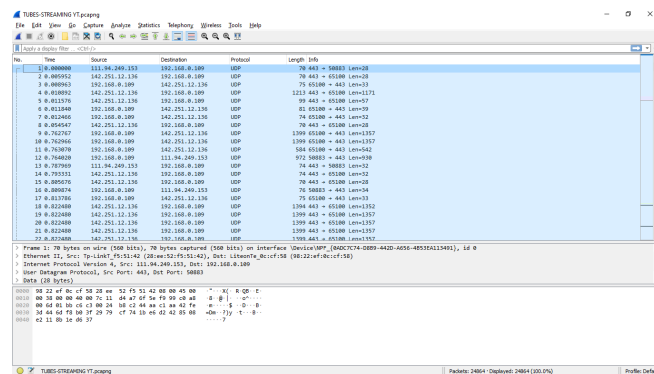 TUBES-STREAMING YT.pcapng
File Edit View Go Capture Analyze Statistics Telephony Wireless Tools Help
Apply a display filter ... <Ctrl-/>
No. Time Source Destination Protocol Length Info
1 0.000000 111.94.249.153 192.168.0.109 UDP 70 443 → 50883 Len=28
2 0.005952 142.251.12.136 192.168.0.109 UDP 70 443 → 65100 Len=28
3 0.008963 192.168.0.109 142.251.12.136 UDP 75 65100 → 443 Len=33
4 0.010892 142.251.12.136 192.168.0.109 UDP 1213 443 → 65100 Len=1171
5 0.011576 142.251.12.136 192.168.0.109 UDP 99 443 → 65100 Len=57
6 0.011840 192.168.0.109 142.251.12.136 UDP 81 65100 → 443 Len=39
7 0.012466 192.168.0.109 142.251.12.136 UDP 74 65100 → 443 Len=32
8 0.054547 142.251.12.136 192.168.0.109 UDP 70 443 → 65100 Len=28
9 0.762767 192.168.0.109 142.251.12.136 UDP 1399 65100 → 443 Len=1357
10 0.762966 192.168.0.109 142.251.12.136 UDP 1399 65100 → 443 Len=1357
11 0.763070 192.168.0.109 142.251.12.136 UDP 584 65100 → 443 Len=542
12 0.764020 192.168.0.109 111.94.249.153 UDP 972 50883 → 443 Len=930
13 0.787969 111.94.249.153 192.168.0.109 UDP 74 443 → 50883 Len=32
14 0.793331 142.251.12.136 192.168.0.109 UDP 74 443 → 65100 Len=32
15 0.805676 142.251.12.136 192.168.0.109 UDP 70 443 → 65100 Len=28
16 0.809874 192.168.0.109 111.94.249.153 UDP 76 50883 → 443 Len=34
17 0.813786 192.168.0.109 142.251.12.136 UDP 75 65100 → 443 Len=33
18 0.822480 142.251.12.136 192.168.0.109 UDP 1394 443 → 65100 Len=1352
19 0.822480 142.251.12.136 192.168.0.109 UDP 1399 443 → 65100 Len=1357
20 0.822480 142.251.12.136 192.168.0.109 UDP 1399 443 → 65100 Len=1357
21 0.822480 142.251.12.136 192.168.0.109 UDP 1399 443 → 65100 Len=1357
22 0.822480 142.251.12.136 192.168.0.109 UDP 1399 443 → 65100 Len=1357
> Frame 1: 70 bytes on wire (560 bits), 70 bytes captured (560 bits) on interface \Device\NPF_{0ADC7C74-D8B9-442D-A656-4B53EA113491}, id 0
> Ethernet II, Src: Tp-LinkT_f5:51:42 (28:ee:52:f5:51:42), Dst: LiteonTe_0c:cf:58 (98:22:ef:0c:cf:58)
> Internet Protocol Version 4, Src: 111.94.249.153, Dst: 192.168.0.109
> User Datagram Protocol, Src Port: 443, Dst Port: 50883
> Data (28 bytes)
0000 98 22 ef 0c cf 58 28 ee 52 f5 51 42 08 00 45 00 ·"···X(· R·QB··E·
0010 00 38 00 00 40 00 7c 11 d4 a7 6f 5e f9 99 c0 a8 ·8··@·|· ··o^····
0020 00 6d 01 bb c6 c3 00 24 b8 c2 44 aa c1 aa 42 fe ·m·····$ ··D···B·
0030 3d 44 6d f8 b0 3f 29 79 cf 74 1b e6 d2 42 85 08 =Dm··?)y ·t···B··
0040 e2 11 8b 1e d6 37 ·····7
TUBES-STREAMING YT.pcapng Packets: 24864 · Displayed: 24864 (100.0%) Profile: Defa